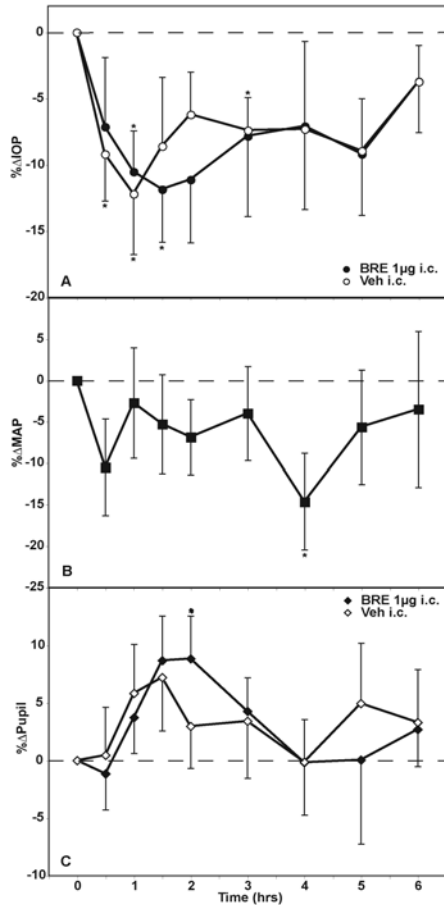 0
-5
-10
-15
-20
%ΔIOP
*
*
*
*
*
BRE 1µg i.c.
Veh i.c.
A
5
0
-5
-10
-15
-20
-25
%ΔMAP
*
B
BRE 1µg i.c.
Veh i.c.
10
5
0
-5
-10
%ΔPupil
*
C
0 1 2 3 4 5 6
Time (hrs)